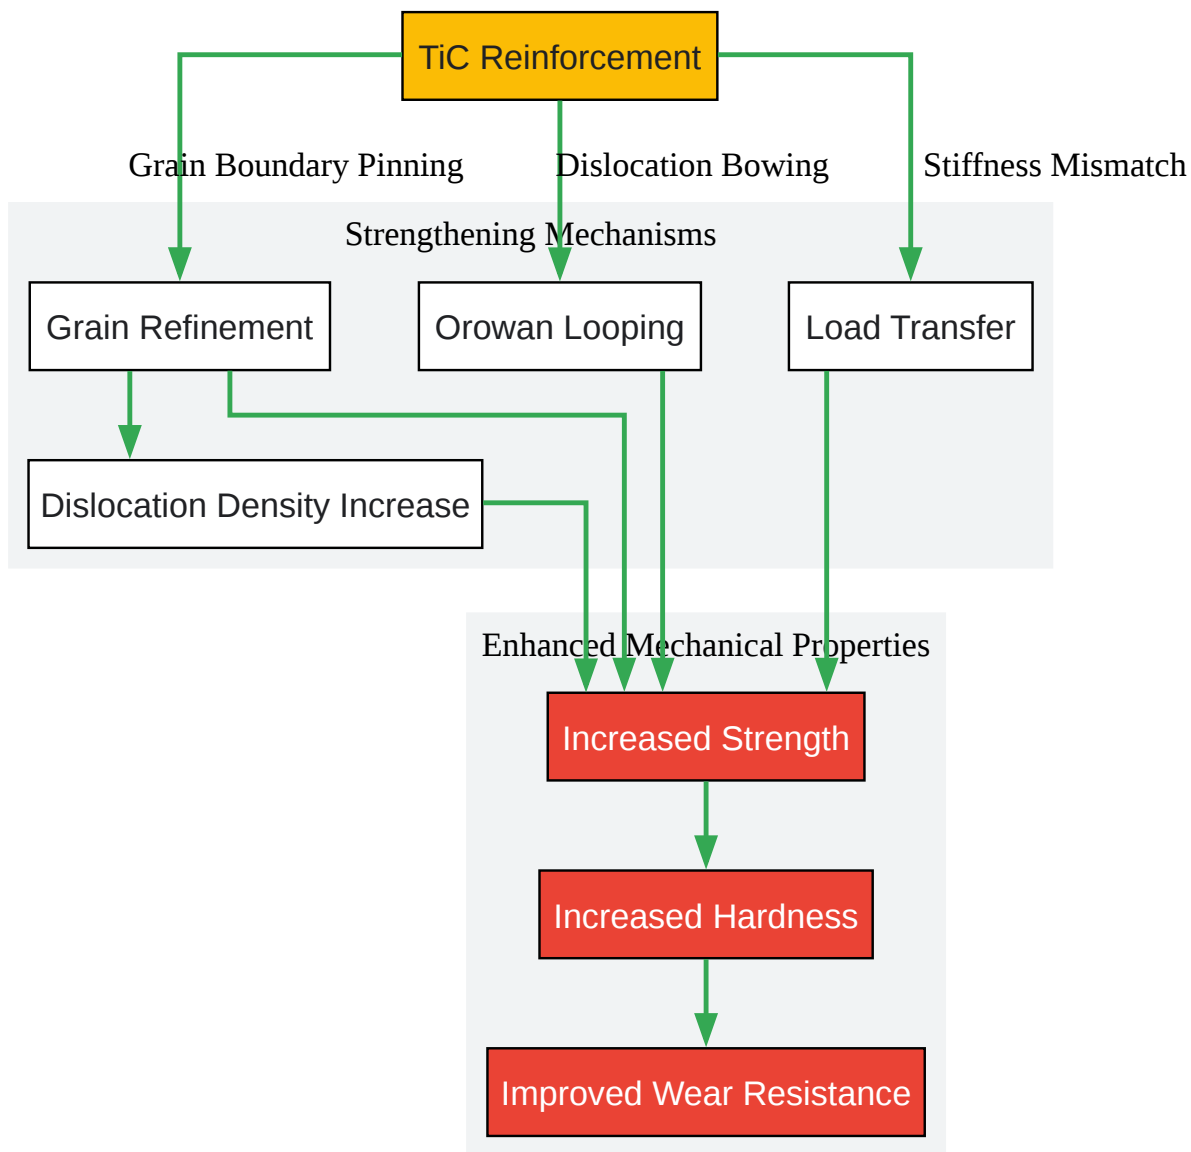 TiC Reinforcement
Grain Boundary Pinning
Dislocation Bowing
Stiffness Mismatch
Strengthening Mechanisms
Grain Refinement
Orowan Looping
Load Transfer
Dislocation Density Increase
Enhanced Mechanical Properties
Increased Strength
Increased Hardness
Improved Wear Resistance